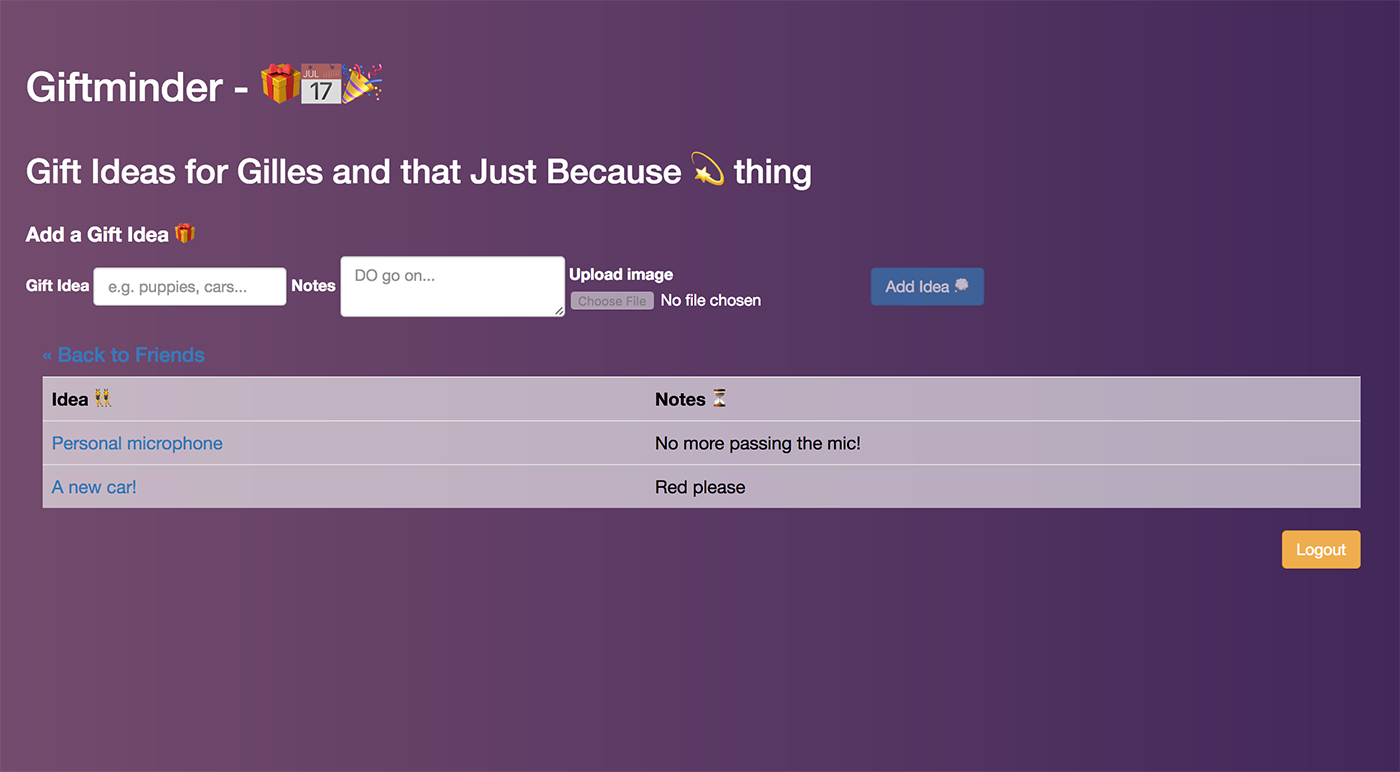 Giftminder - 🎁📅🎉
Gift Ideas for Gilles and that Just Because 💫 thing
Add a Gift Idea 🎁
Gift Idea e.g. puppies, cars... Notes DO go on... Upload image
Choose File No file chosen
Add Idea 💭
« Back to Friends
Idea 👯 Notes ⏳
Personal microphone No more passing the mic!
A new car! Red please
Logout